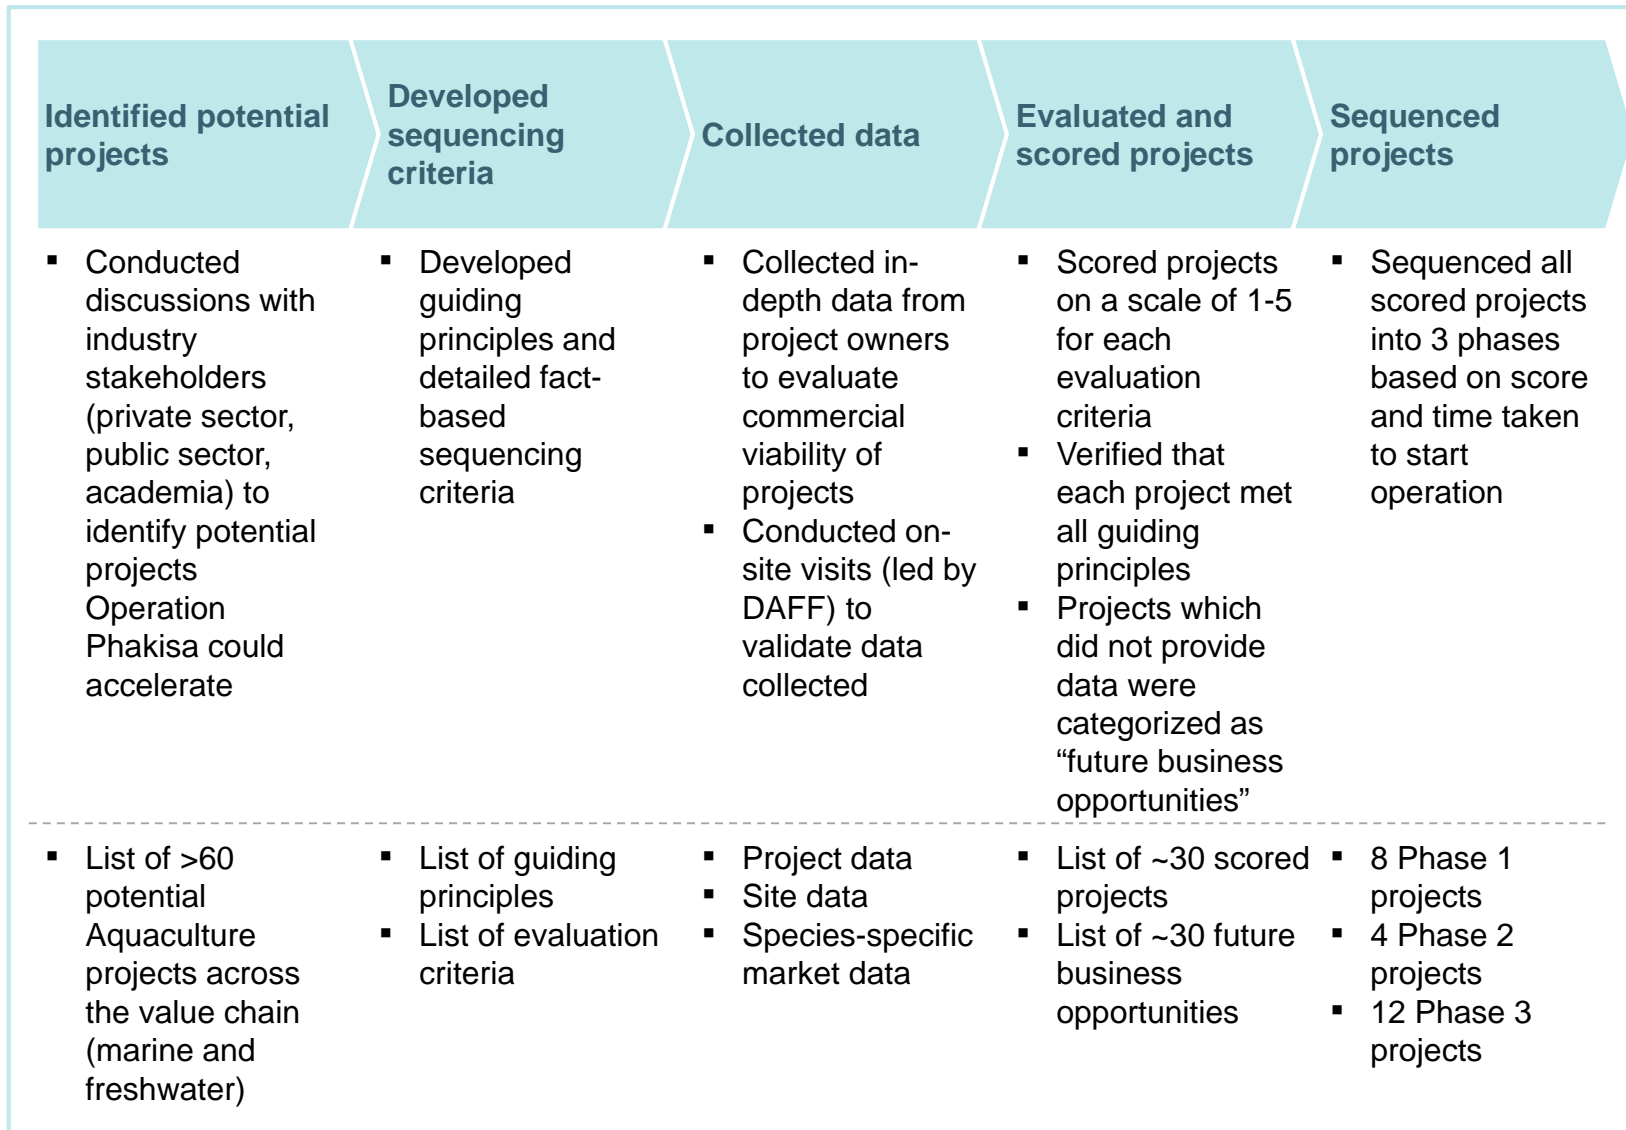 Identified potential
projects
Developed
sequencing
criteria
Collected data
Evaluated and
scored projects
Sequenced
projects
▪ Conducted
discussions with
industry
stakeholders
(private sector,
public sector,
academia) to
identify potential
projects
Operation
Phakisa could
accelerate
▪ Developed
guiding
principles and
detailed fact-
based
sequencing
criteria
▪ Collected in-
depth data from
project owners
to evaluate
commercial
viability of
projects
▪ Conducted on-
site visits (led by
DAFF) to
validate data
collected
▪ Scored projects
on a scale of 1-5
for each
evaluation
criteria
▪ Verified that
each project met
all guiding
principles
▪ Projects which
did not provide
data were
categorized as
“future business
opportunities”
▪ Sequenced all
scored projects
into 3 phases
based on score
and time taken
to start
operation
▪ List of >60
potential
Aquaculture
projects across
the value chain
(marine and
freshwater)
▪ List of guiding
principles
▪ List of evaluation
criteria
▪ Project data
▪ Site data
▪ Species-specific
market data
▪ List of ~30 scored
projects
▪ List of ~30 future
business
opportunities
▪ 8 Phase 1
projects
▪ 4 Phase 2
projects
▪ 12 Phase 3
projects